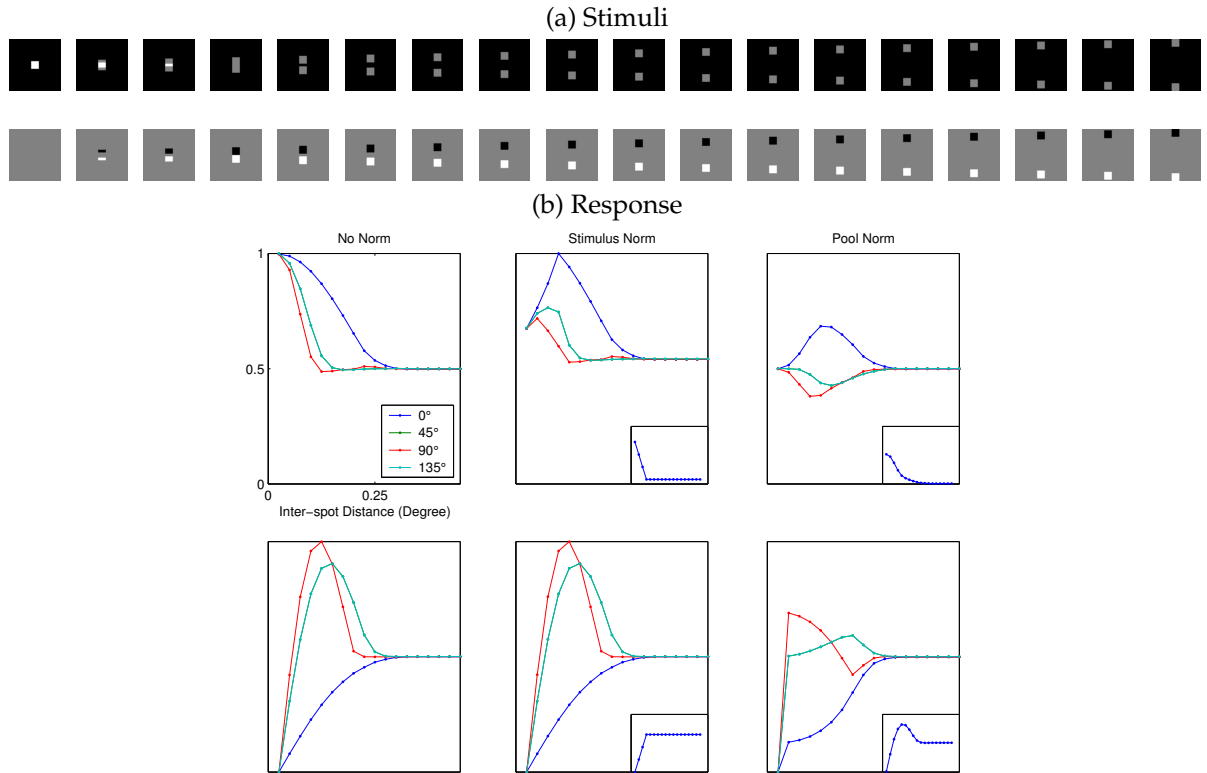 (a) Stimuli
(b) Response
No Norm
Stimulus Norm
Pool Norm
1
0.5
0
0°
45°
90°
135°
0
0.25
Inter−spot Distance (Degree)